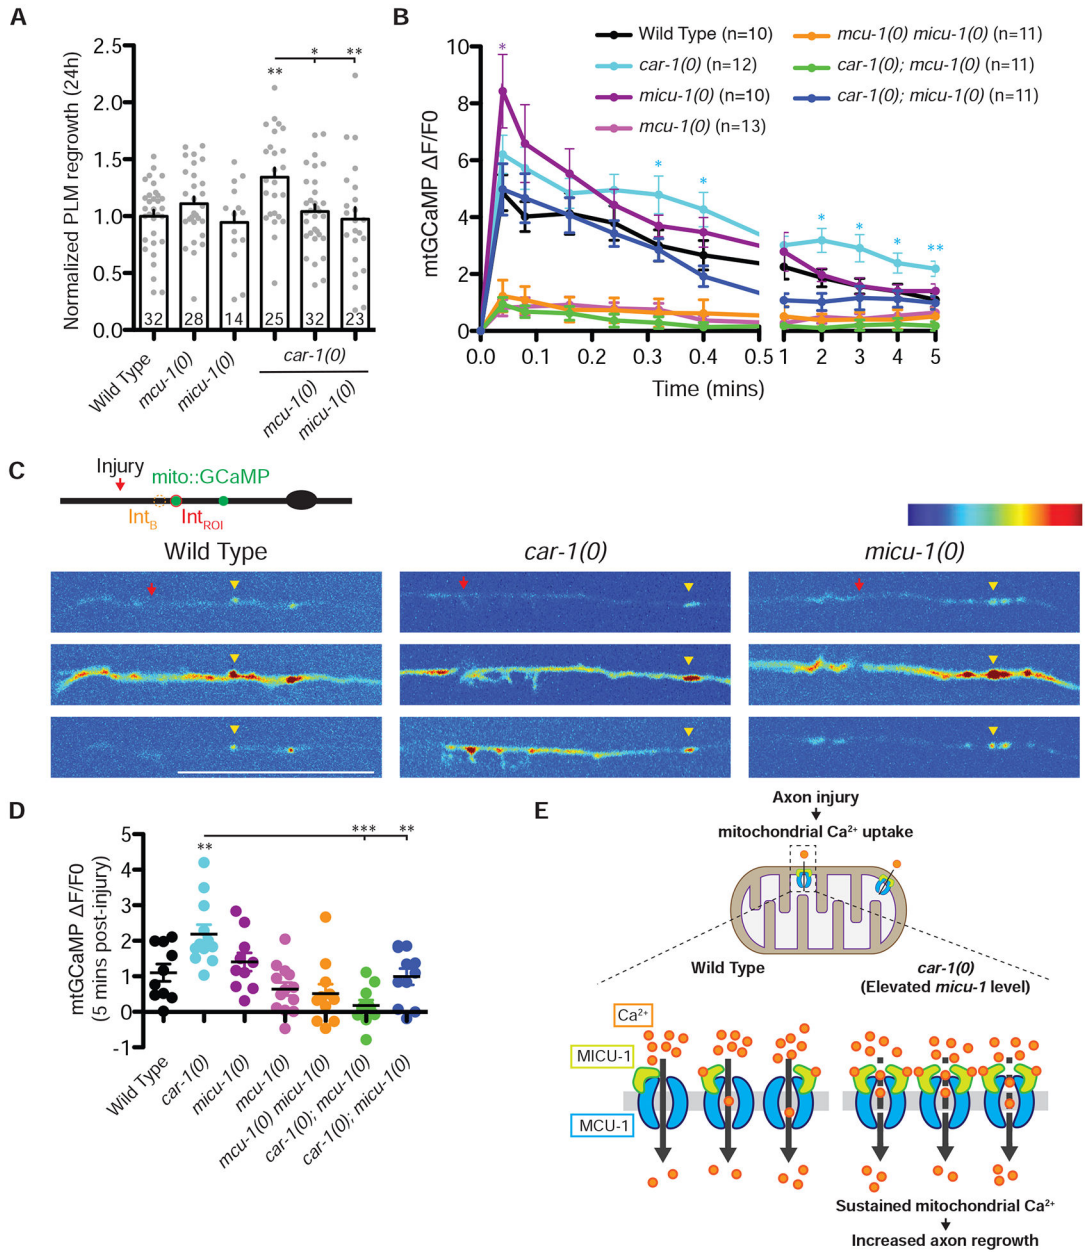 A
Normalized PLM regrowth (24h)
2.5
2.0
1.5
1.0
0.5
0.0
** * **
32 28 14 25 32 23
Wild Type
mcu-1(0)
micu-1(0)
car-1(0)
mcu-1(0)
micu-1(0)
B
Wild Type (n=10)
car-1(0) (n=12)
micu-1(0) (n=10)
mcu-1(0) (n=13)
mcu-1(0) micu-1(0) (n=11)
car-1(0); mcu-1(0) (n=11)
car-1(0); micu-1(0) (n=11)
mtGCaMP ΔF/F0
10
8
6
4
2
0
* * * * * * **
0.0 0.1 0.2 0.3 0.4 0.5 1 2 3 4 5
Time (mins)
C
Injury
mito::GCaMP
IntB IntROI
Wild Type car-1(0) micu-1(0)
D
mtGCaMP ΔF/F0
(5 mins post-injury)
5
4
3
2
1
0
-1
** *** **
Wild Type
car-1(0)
micu-1(0)
mcu-1(0)
mcu-1(0) micu-1(0)
car-1(0); mcu-1(0)
car-1(0); micu-1(0)
E
Axon injury
mitochondrial Ca²⁺ uptake
Wild Type
car-1(0)
(Elevated micu-1 level)
Ca²⁺
MICU-1
MCU-1
Sustained mitochondrial Ca²⁺
Increased axon regrowth